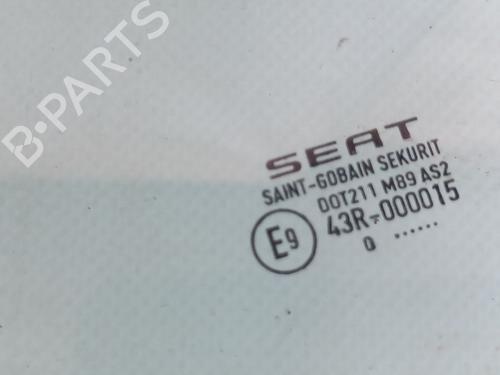 B-PARTS
SEAT
SAINT-GOBAIN SEKURIT
DOT211 M89 AS2
E9
43R-000015
0 ......